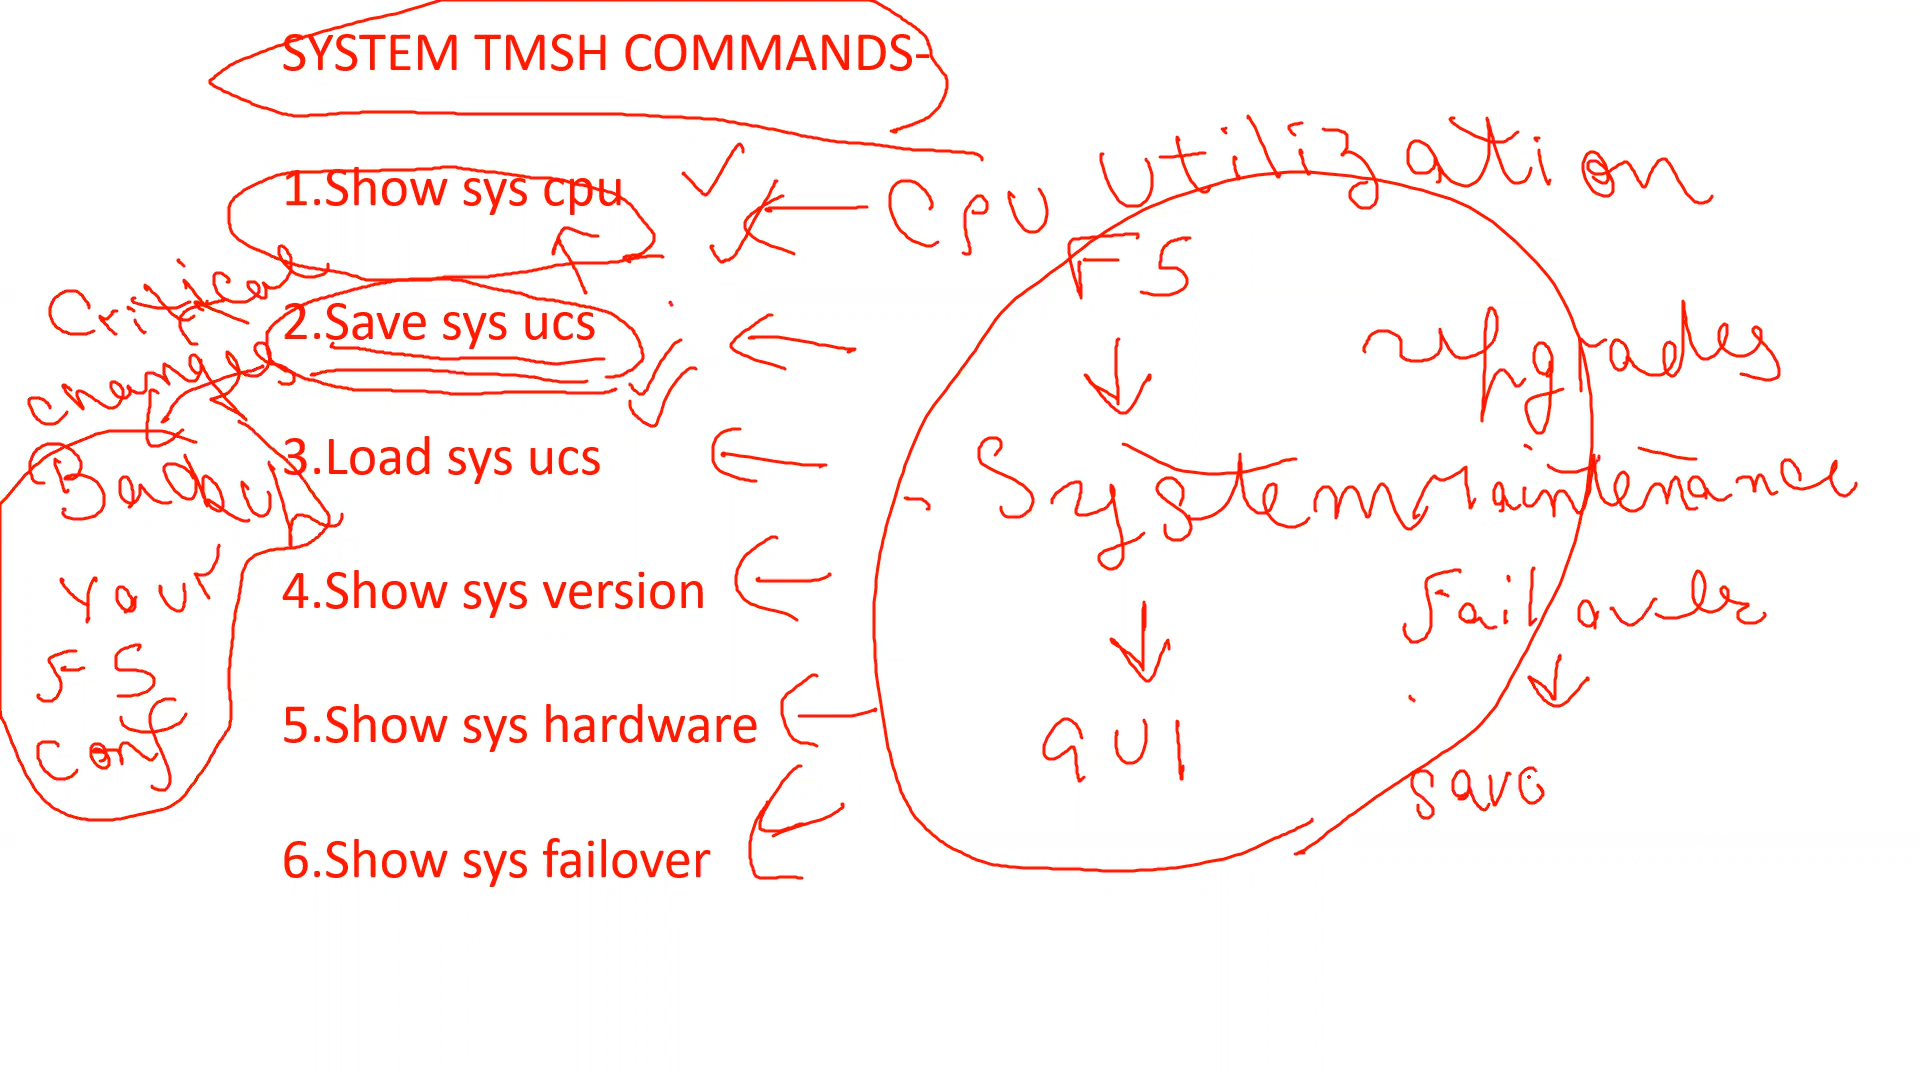 SYSTEM TMSH COMMANDS-
1.Show sys cpu
Cpu Utilization
2.Save sys ucs
3.Load sys ucs
4.Show sys version
5.Show sys hardware
6.Show sys failover
Critical
changes
Your
F5
Conf
F5
System
GUI
upgrades
maintenance
Failover
save